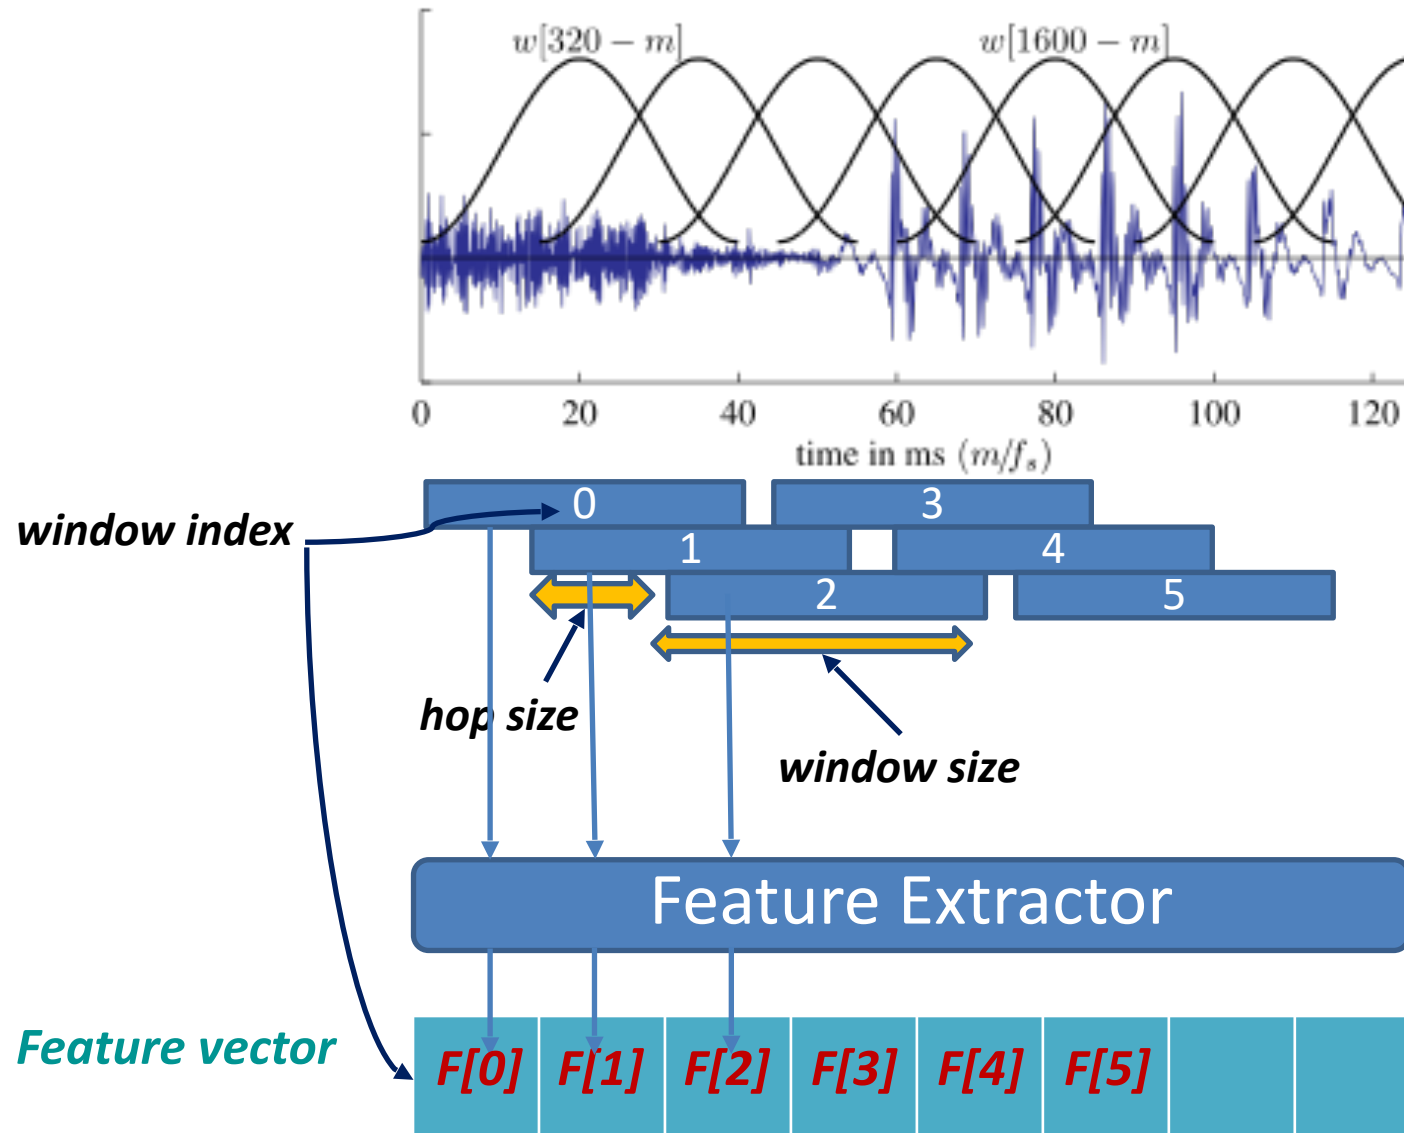 w[320 − m]
w[1600 − m]
0 20 40 60 80 100 120
time in ms (m/fₛ)
0
3
window index
1
4
2
5
hop size
window size
Feature Extractor
Feature vector
F[0] F[1] F[2] F[3] F[4] F[5]